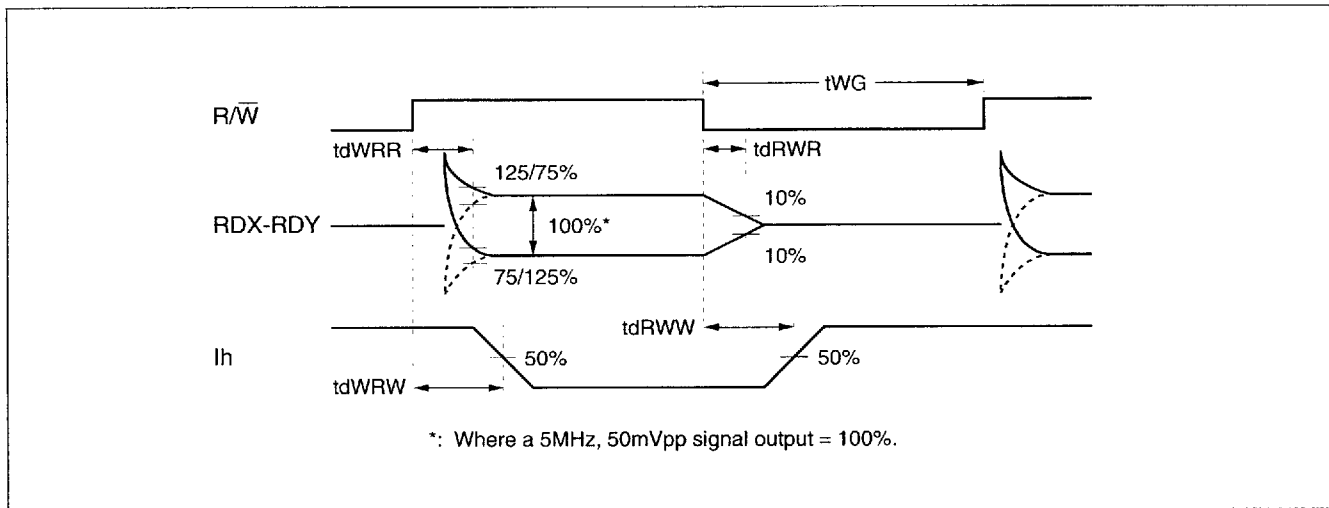 tWG
R/W̅
tdWRR
tdRWR
125/75%
10%
RDX-RDY
100%*
10%
75/125%
tdRWW
Ih
50%
50%
tdWRW
*: Where a 5MHz, 50mVpp signal output = 100%.